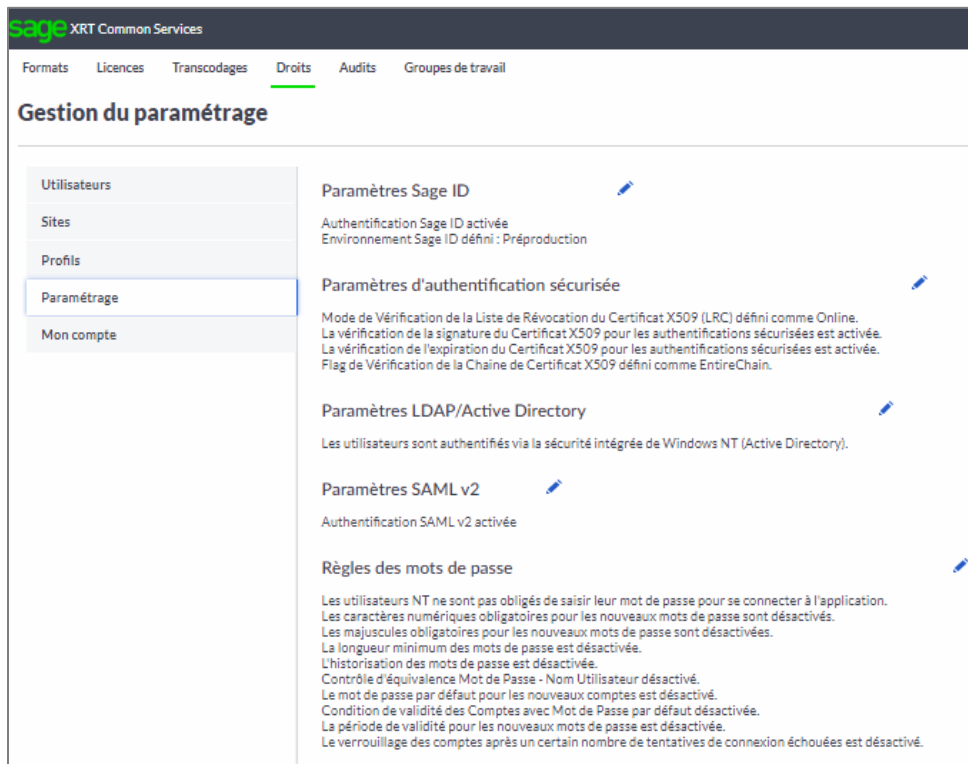 sage XRT Common Services
Formats Licences Transcodages Droits Audits Groupes de travail
Gestion du paramétrage
Utilisateurs
Sites
Profils
Paramétrage
Mon compte
Paramètres Sage ID
Authentification Sage ID activée
Environnement Sage ID défini : Préproduction
Paramètres d'authentification sécurisée
Mode de Vérification de la Liste de Révocation du Certificat X509 (LRC) défini comme Online.
La vérification de la signature du Certificat X509 pour les authentifications sécurisées est activée.
La vérification de l'expiration du Certificat X509 pour les authentifications sécurisées est activée.
Flag de Vérification de la Chaine de Certificat X509 défini comme EntireChain.
Paramètres LDAP/Active Directory
Les utilisateurs sont authentifiés via la sécurité intégrée de Windows NT (Active Directory).
Paramètres SAML v2
Authentification SAML v2 activée
Règles des mots de passe
Les utilisateurs NT ne sont pas obligés de saisir leur mot de passe pour se connecter à l'application.
Les caractères numériques obligatoires pour les nouveaux mots de passe sont désactivés.
Les majuscules obligatoires pour les nouveaux mots de passe sont désactivées.
La longueur minimum des mots de passe est désactivée.
L'historisation des mots de passe est désactivée.
Contrôle d'équivalence Mot de Passe - Nom Utilisateur désactivé.
Le mot de passe par défaut pour les nouveaux comptes est désactivé.
Condition de validité des Comptes avec Mot de Passe par défaut désactivée.
La période de validité pour les nouveaux mots de passe est désactivée.
Le verrouillage des comptes après un certain nombre de tentatives de connexion échouées est désactivé.